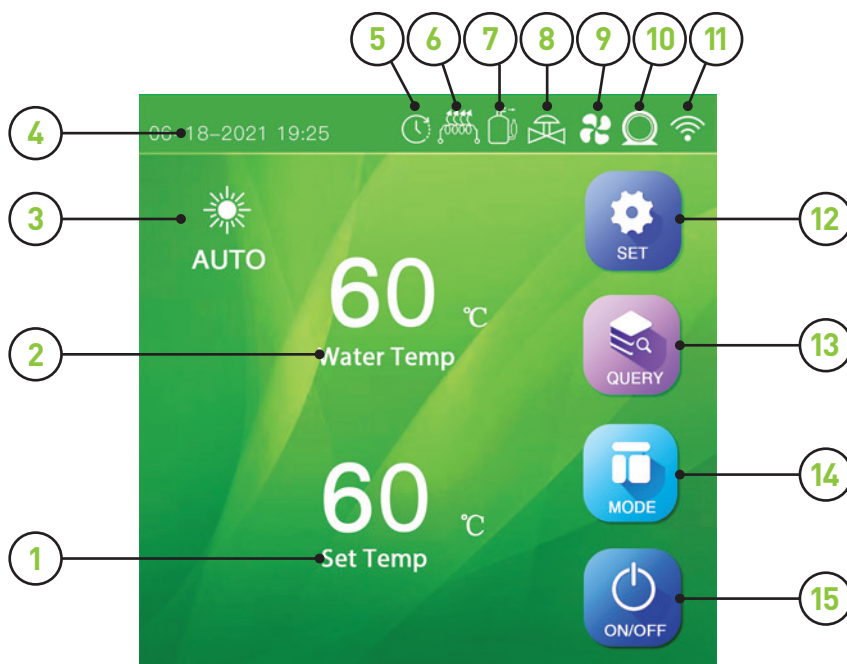 5 6 7 8 9 10 11
4
06-18-2021 19:25
3
AUTO
12
SET
60 ℃
2
Water Temp
13
QUERY
14
MODE
60 ℃
1
Set Temp
15
ON/OFF